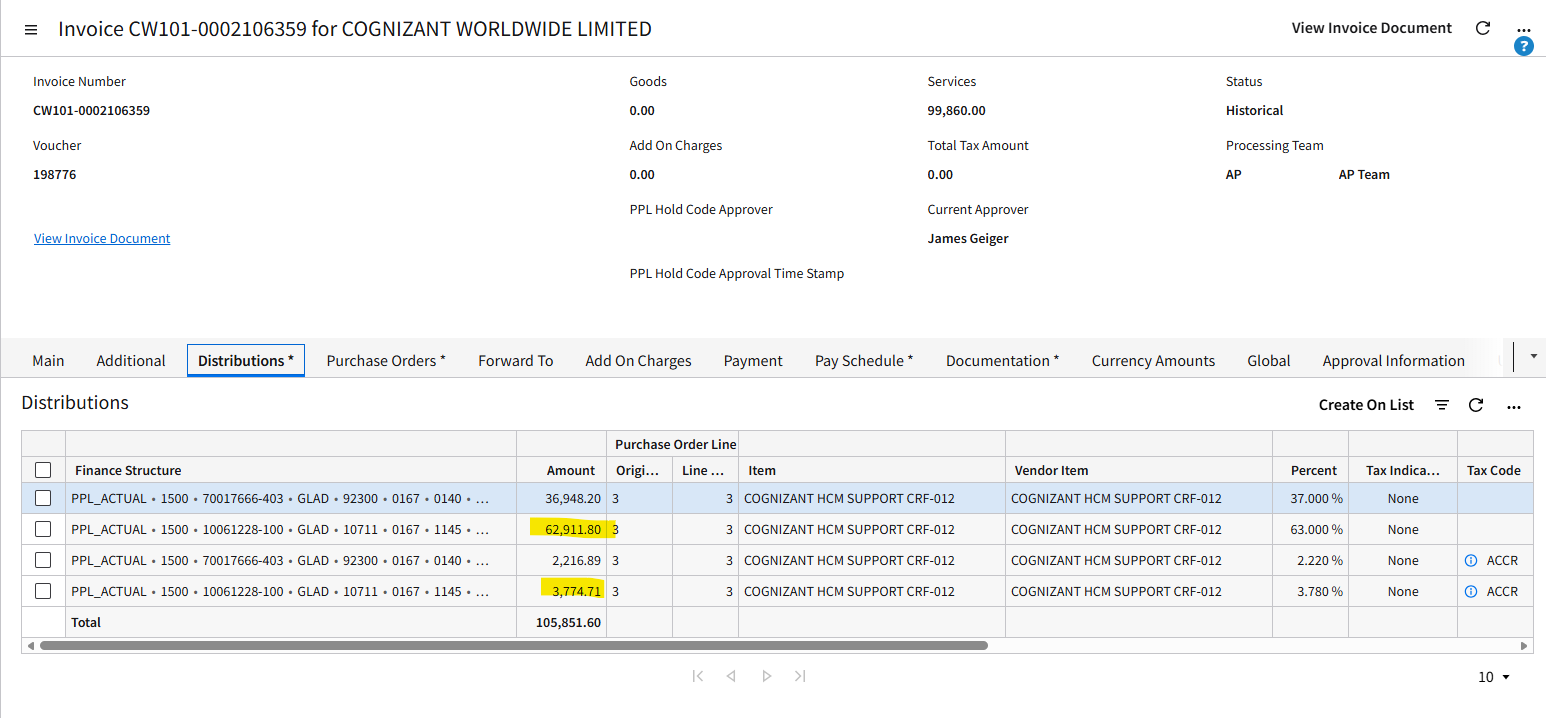 Invoice CW101-0002106359 for COGNIZANT WORLDWIDE LIMITED View Invoice Document ...
?
Invoice Number Goods Services Status
CW101-0002106359 0.00 99,860.00 Historical
Voucher Add On Charges Total Tax Amount Processing Team
198776 0.00 0.00 AP AP Team
PPL Hold Code Approver Current Approver
View Invoice Document James Geiger
PPL Hold Code Approval Time Stamp
Main Additional Distributions * Purchase Orders * Forward To Add On Charges Payment Pay Schedule * Documentation * Currency Amounts Global Approval Information
Distributions Create On List ...
Purchase Order Line
Finance Structure Amount Origi... Line ... Item Vendor Item Percent Tax Indica... Tax Code
PPL_ACTUAL • 1500 • 70017666-403 • GLAD • 92300 • 0167 • 0140 • ... 36,948.20 3 3 COGNIZANT HCM SUPPORT CRF-012 COGNIZANT HCM SUPPORT CRF-012 37.000 % None
PPL_ACTUAL • 1500 • 10061228-100 • GLAD • 10711 • 0167 • 1145 • ... 62,911.80 3 3 COGNIZANT HCM SUPPORT CRF-012 COGNIZANT HCM SUPPORT CRF-012 63.000 % None
PPL_ACTUAL • 1500 • 70017666-403 • GLAD • 92300 • 0167 • 0140 • ... 2,216.89 3 3 COGNIZANT HCM SUPPORT CRF-012 COGNIZANT HCM SUPPORT CRF-012 2.220 % None ACCR
PPL_ACTUAL • 1500 • 10061228-100 • GLAD • 10711 • 0167 • 1145 • ... 3,774.71 3 3 COGNIZANT HCM SUPPORT CRF-012 COGNIZANT HCM SUPPORT CRF-012 3.780 % None ACCR
Total 105,851.60
10